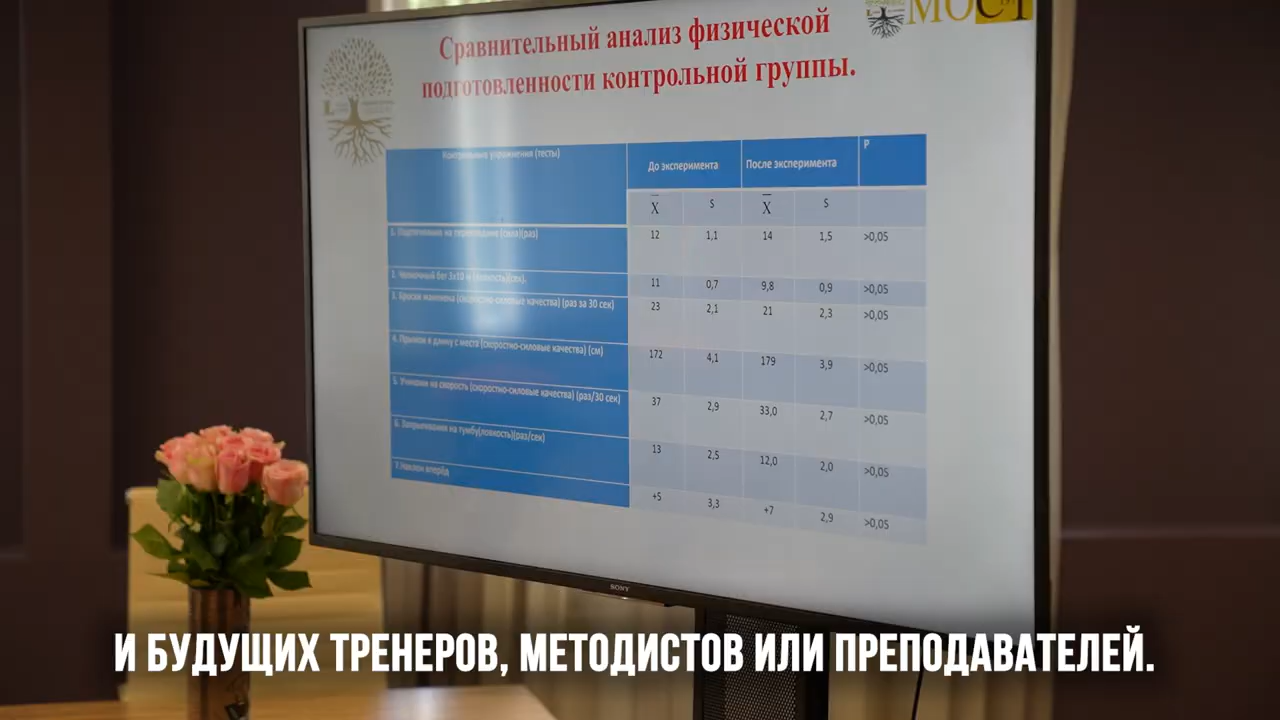 МОСТ
Сравнительный анализ физической
подготовленности контрольной группы.
Контрольные упражнения (тесты) До эксперимента После эксперимента P
X S X S
1. Подтягивание на перекладине (сила)(раз) 12 1,1 14 1,5 >0,05
2. Челночный бег 3х10 м (ловкость)(сек). 11 0,7 9,8 0,9 >0,05
3. Броски манекена (скоростно-силовые качества) (раз за 30 сек) 23 2,1 21 2,3 >0,05
4. Прыжок в длину с места (скоростно-силовые качества) (см) 172 4,1 179 3,9 >0,05
5. Учикоми на скорость (скоростно-силовые качества) (раз/30 сек) 37 2,9 33,0 2,7 >0,05
6. Запрыгивания на тумбу(ловкость)(раз/сек) 13 2,5 12,0 2,0 >0,05
7 Наклон вперёд +5 3,3 +7 2,9 >0,05
SONY
И БУДУЩИХ ТРЕНЕРОВ, МЕТОДИСТОВ ИЛИ ПРЕПОДАВАТЕЛЕЙ.